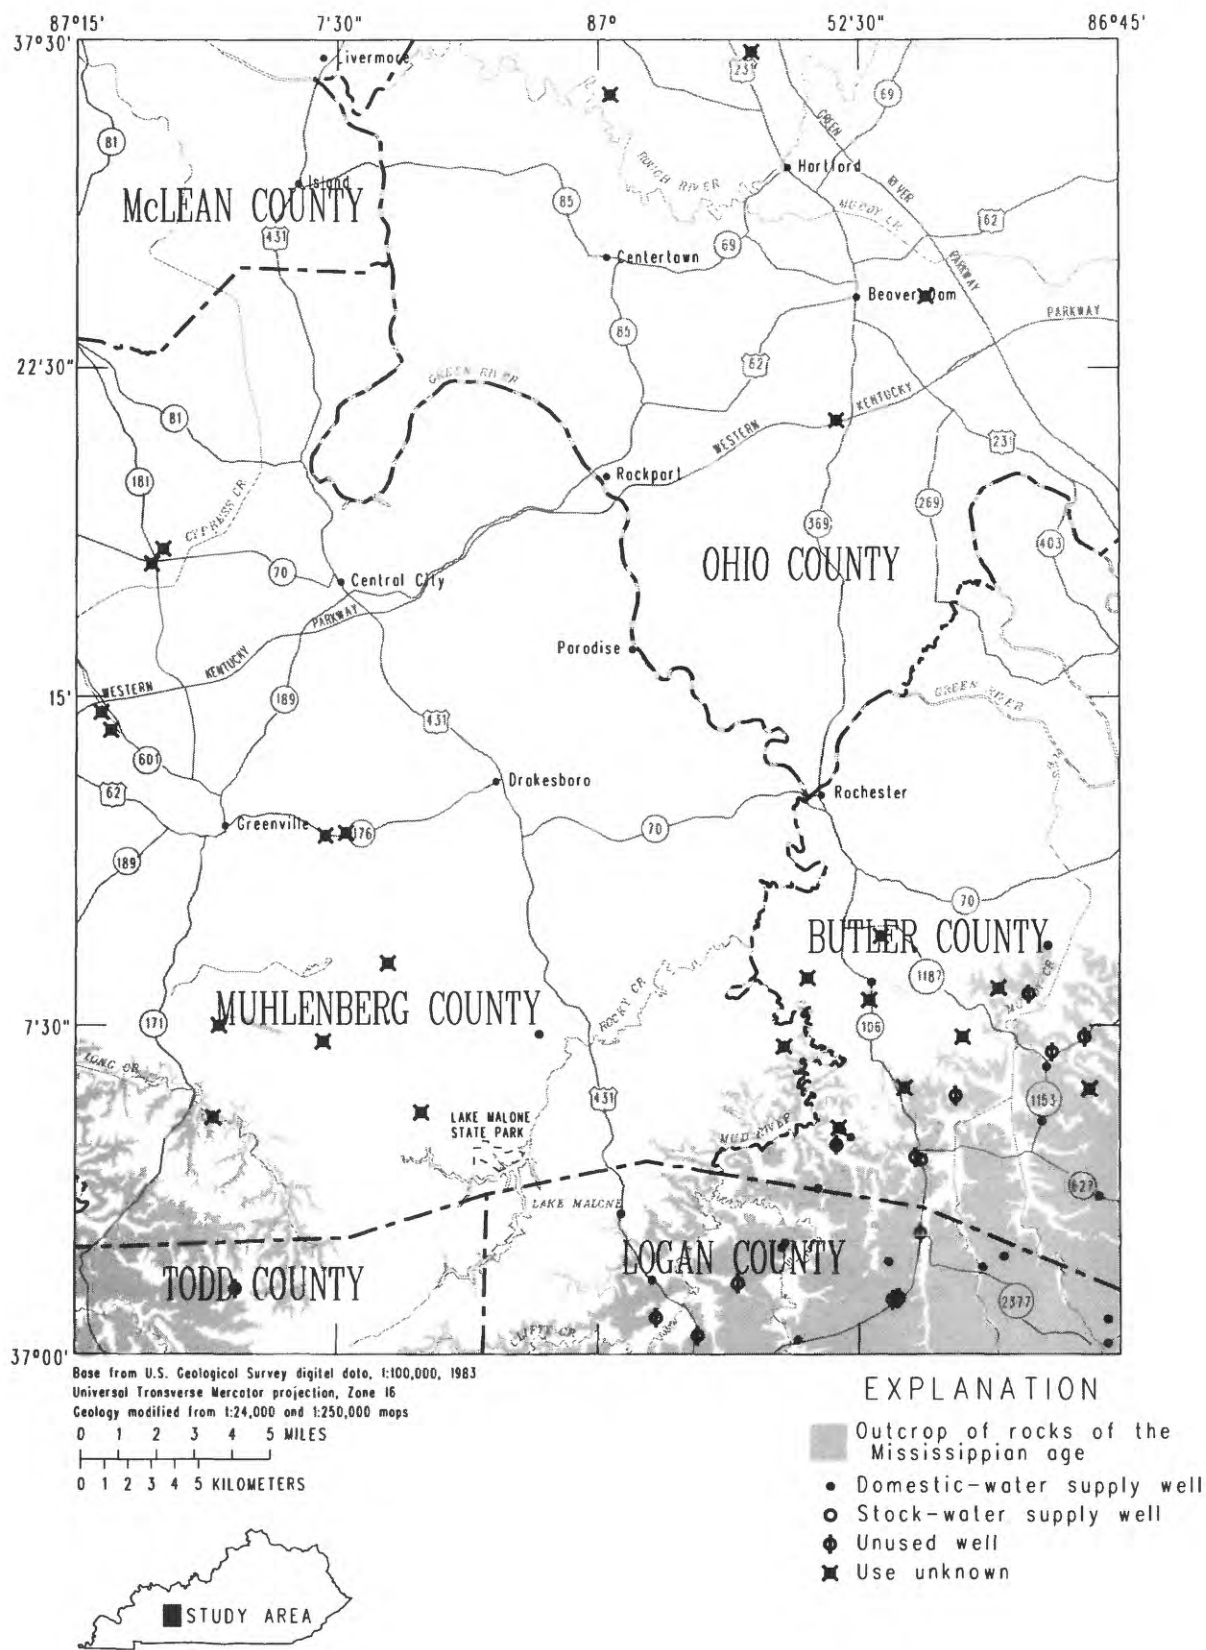 87°15' 7'30" 87° 52'30" 86°45'
37°30'
Livermore
231
69
81
GREEN
Hartford
ROUGH RIVER
Island
RIVER
McLEAN COUNTY
85
MUDDY CR
62
431
69
Centertown
PARKWAY
Beaver Dam
85
PARKWAY
22'30"
62
GREEN RIVER
KENTUCKY
81
WESTERN
231
Rockport
181
269
CYPRESS CR
369
403
OHIO COUNTY
70
Central City
PARKWAY
Paradise
KENTUCKY
WESTERN
15'
189
GREEN RIVER
431
601
Drakesboro
62
Rochester
Greenville
176
70
189
70
BUTLER COUNTY
1187
MUDDY CR
ROCKY CR
MUHLENBERG COUNTY
7'30"
171
106
LONG CR
431
1153
LAKE MALONE
STATE PARK
MUD RIVER
627
LAKE MALONE
LOGAN COUNTY
TODD COUNTY
2377
CLIFTY CR
37°00'
Base from U.S. Geological Survey digital data, 1:100,000, 1983
Universal Transverse Mercator projection, Zone 16
Geology modified from 1:24,000 and 1:250,000 maps
0 1 2 3 4 5 MILES
0 1 2 3 4 5 KILOMETERS
EXPLANATION
Outcrop of rocks of the
Mississippian age
Domestic-water supply well
Stock-water supply well
Unused well
Use unknown
STUDY AREA